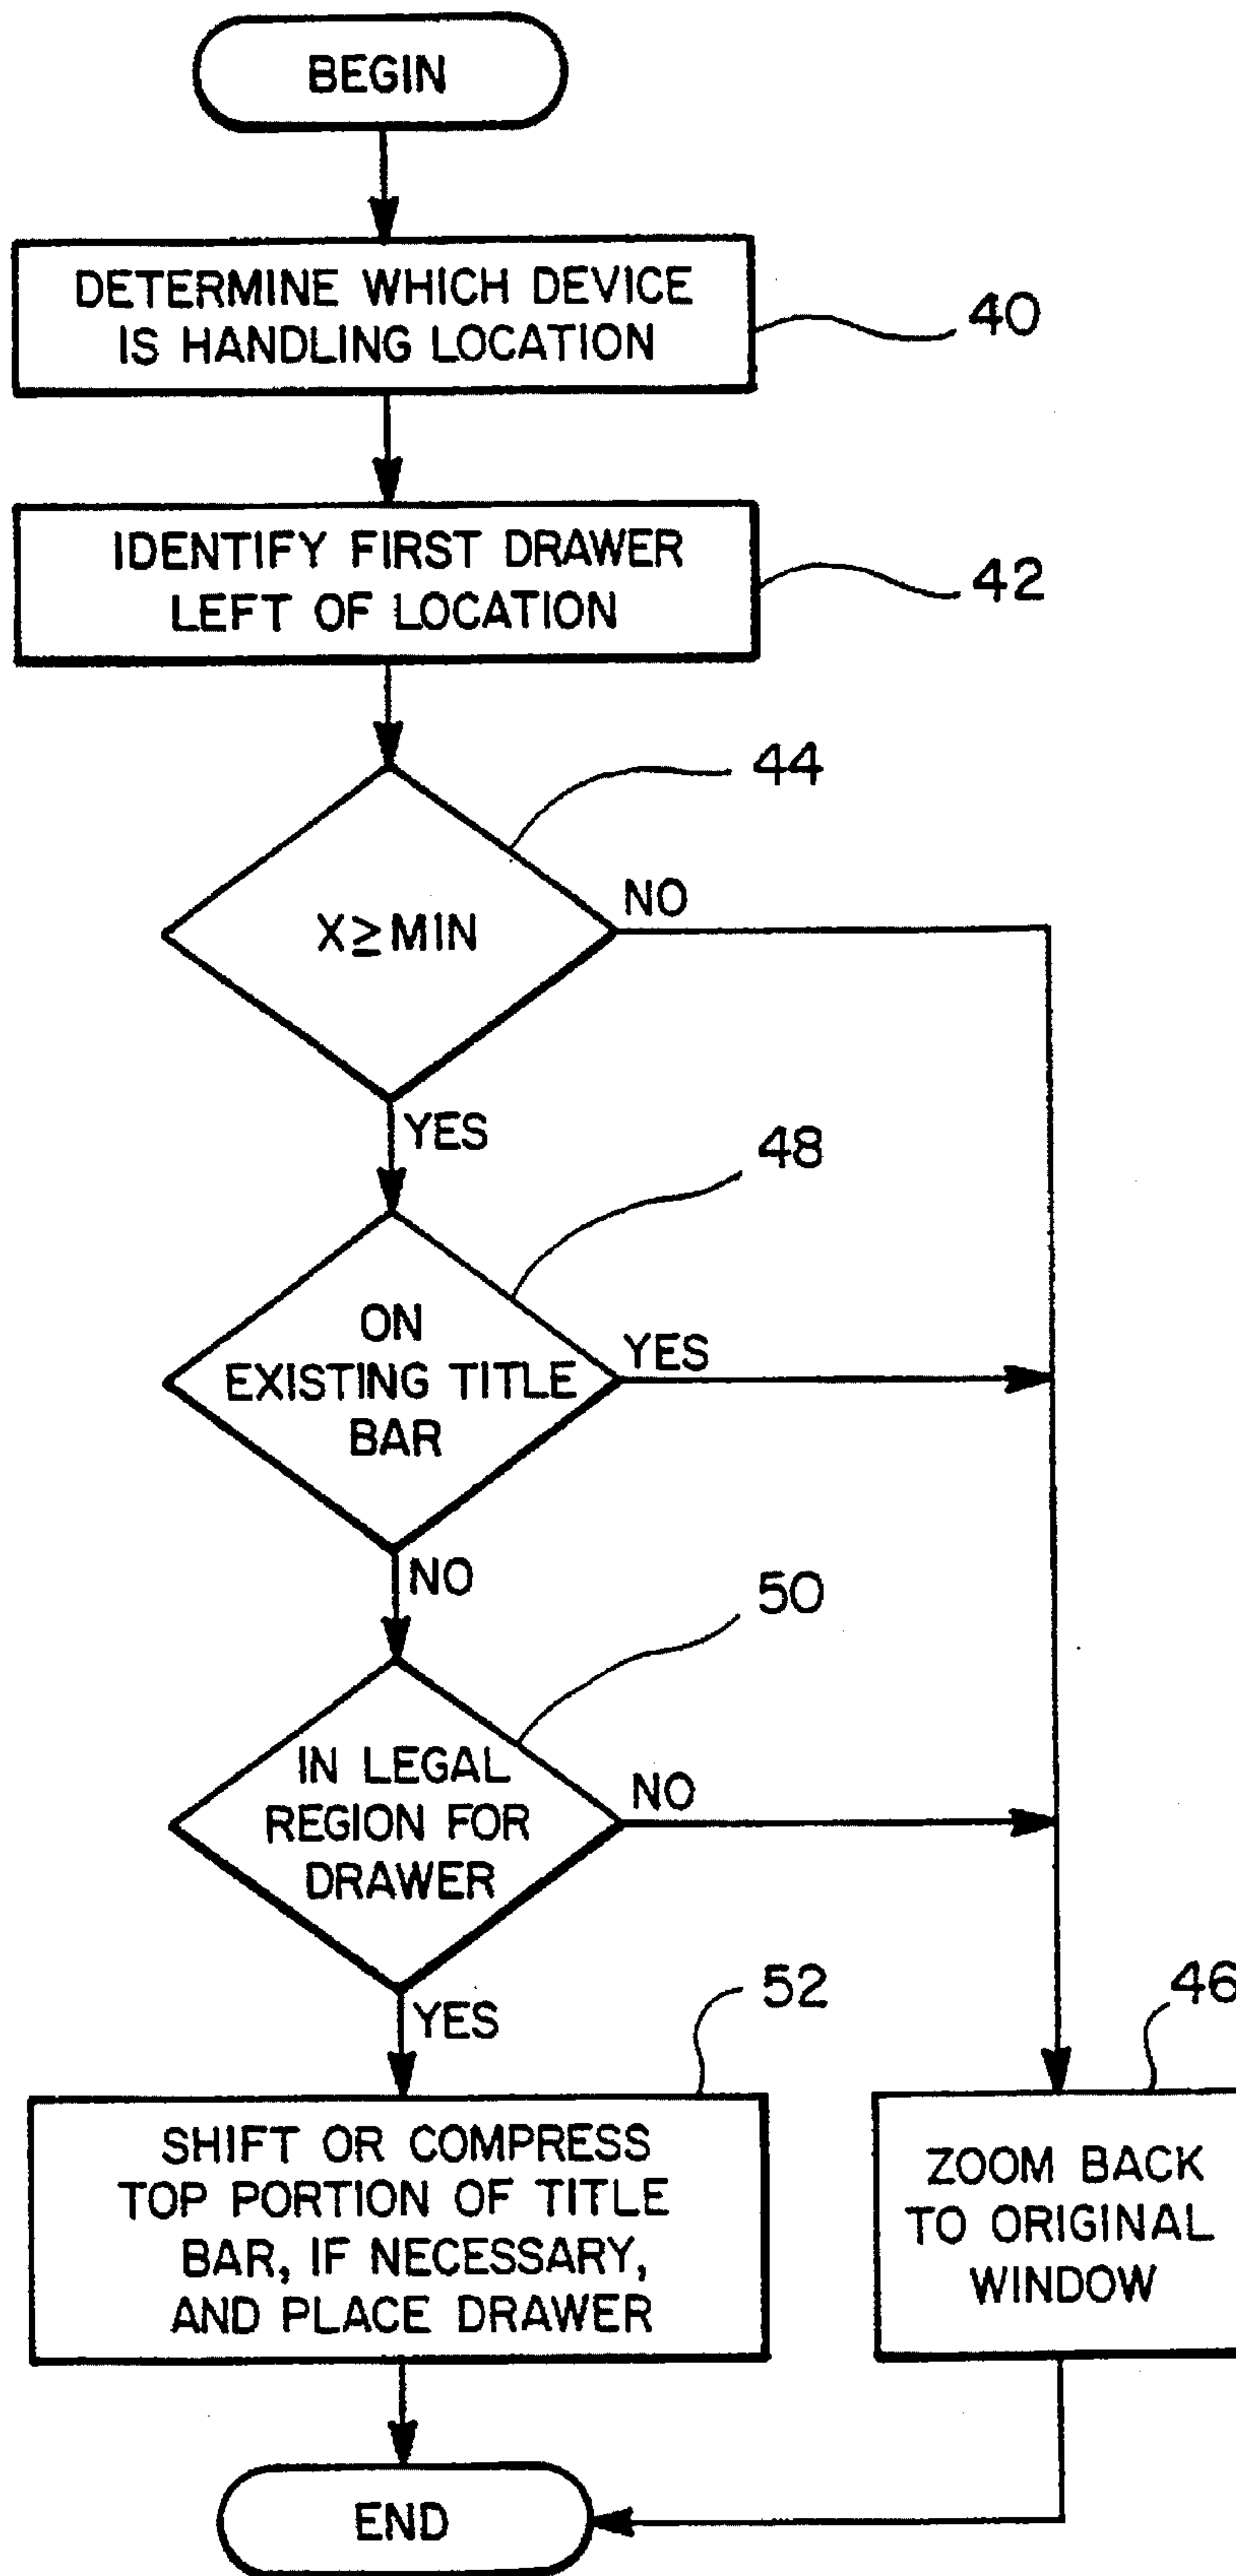 BEGIN
DETERMINE WHICH DEVICE
IS HANDLING LOCATION
40
IDENTIFY FIRST DRAWER
LEFT OF LOCATION
42
44
X≥MIN
NO
YES
48
ON
EXISTING TITLE
BAR
YES
NO
50
IN LEGAL
REGION FOR
DRAWER
NO
YES
52
46
SHIFT OR COMPRESS
TOP PORTION OF TITLE
BAR, IF NECESSARY,
AND PLACE DRAWER
ZOOM BACK
TO ORIGINAL
WINDOW
END